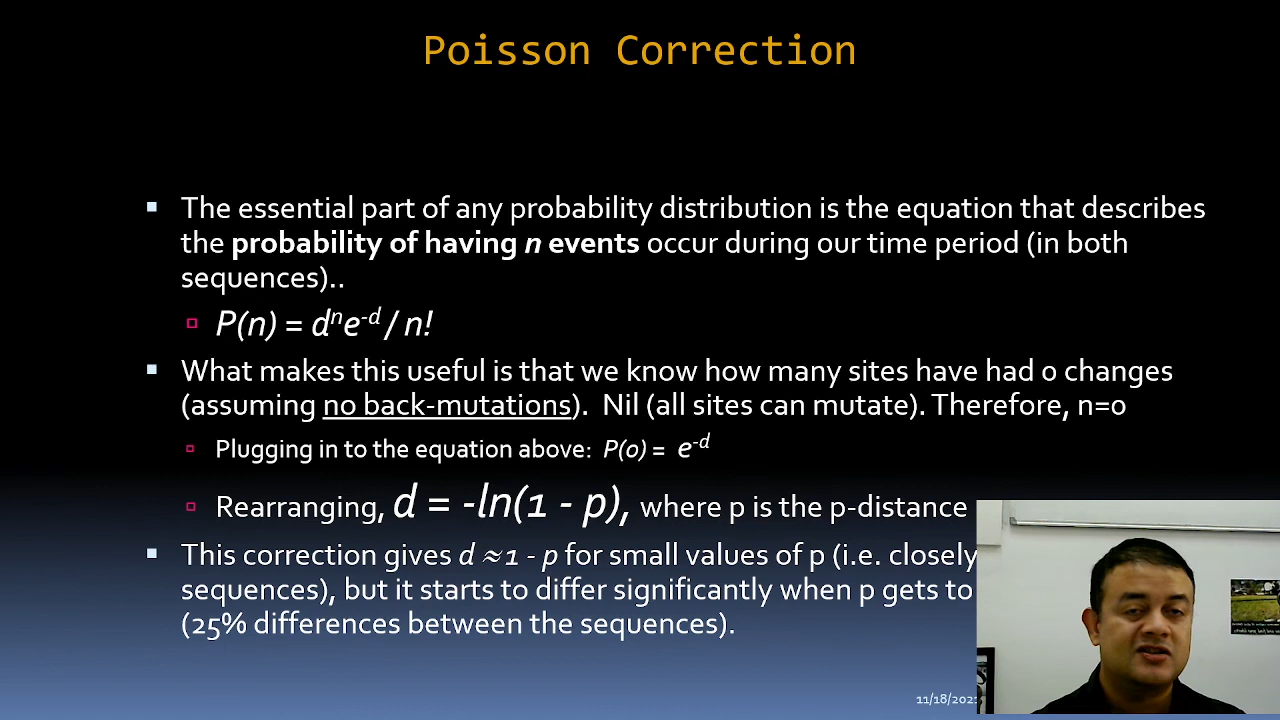 Poisson Correction
The essential part of any probability distribution is the equation that describes
the probability of having n events occur during our time period (in both
sequences)..
P(n) = dⁿe⁻ᵈ / n!
What makes this useful is that we know how many sites have had 0 changes
(assuming no back-mutations). Nil (all sites can mutate). Therefore, n=0
Plugging in to the equation above: P(0) = e⁻ᵈ
Rearranging, d = -ln(1 - p), where p is the p-distance
This correction gives d ≈ 1 - p for small values of p (i.e. closely
sequences), but it starts to differ significantly when p gets to
(25% differences between the sequences).